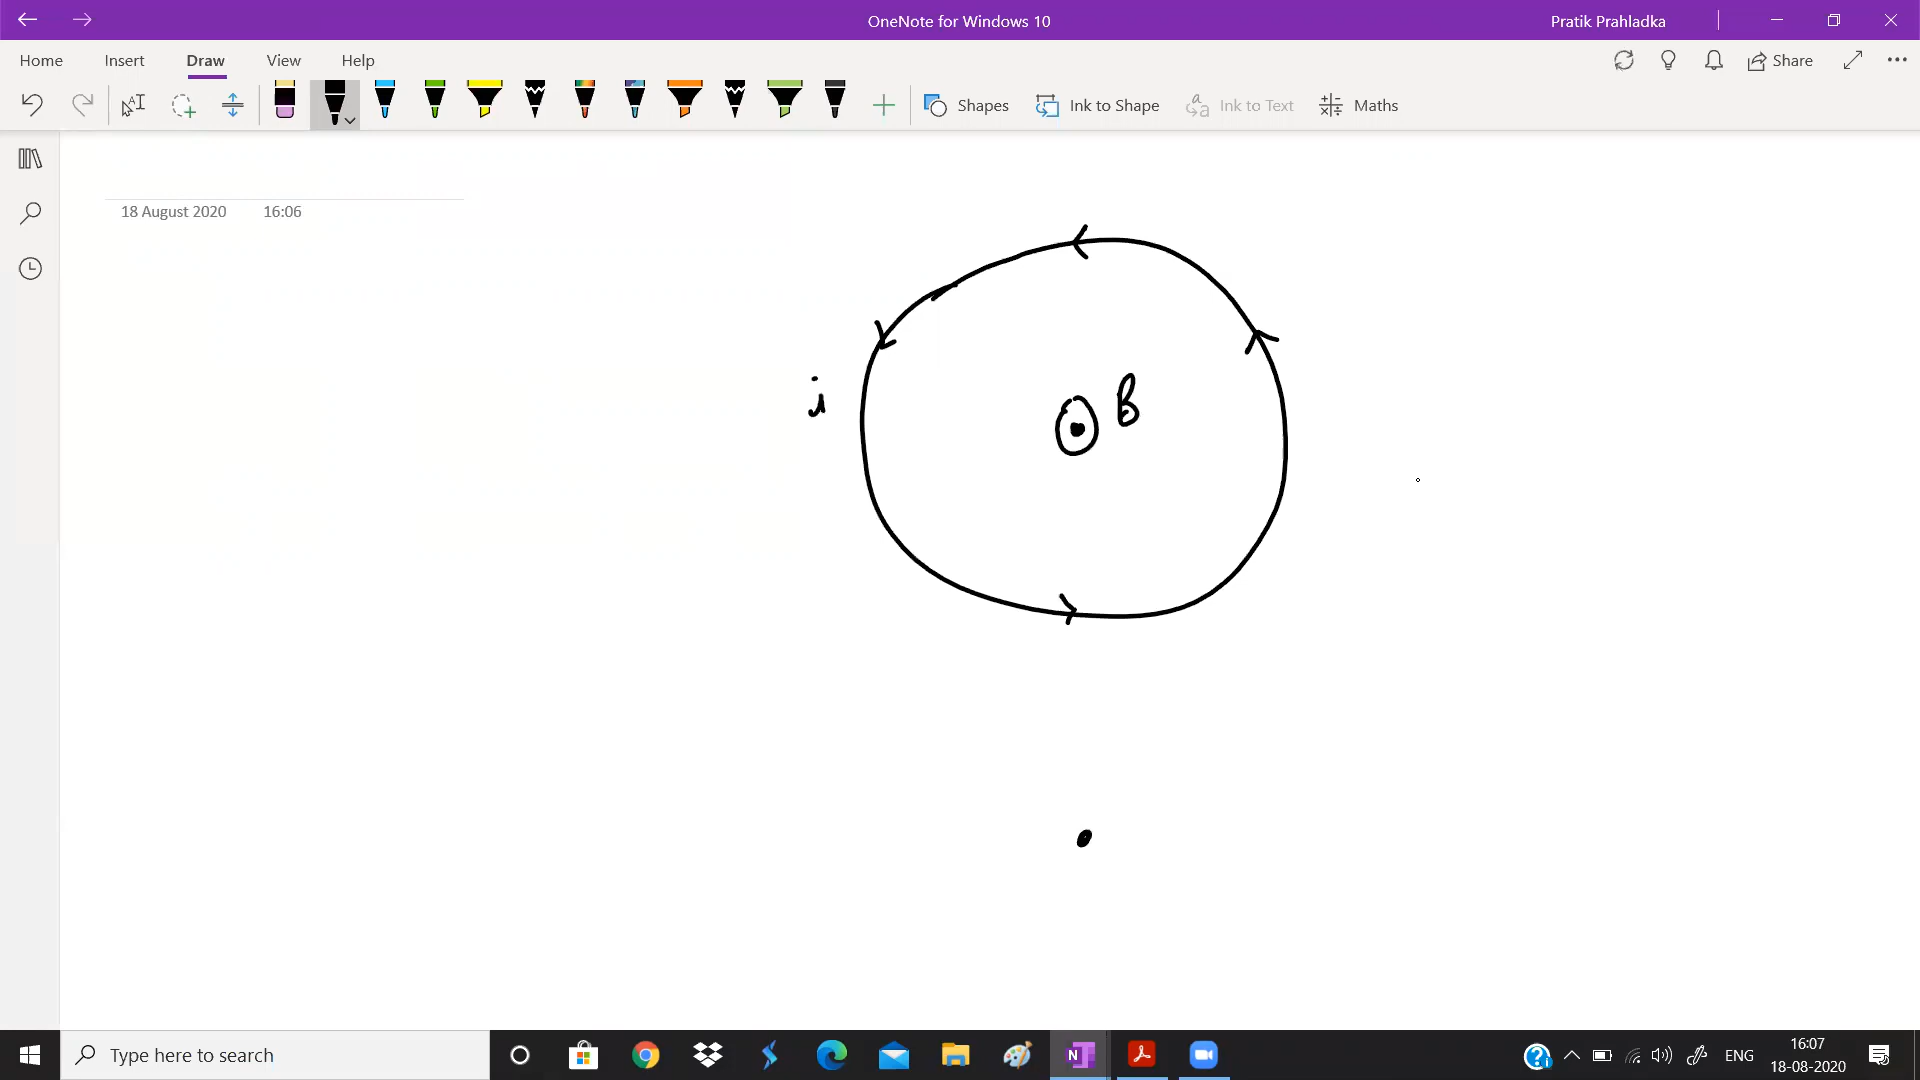 OneNote for Windows 10
Pratik Prahladka
Home Insert Draw View Help
Share
Shapes Ink to Shape Ink to Text Maths
18 August 2020 16:06
i
B
Type here to search
ENG
16:07
18-08-2020